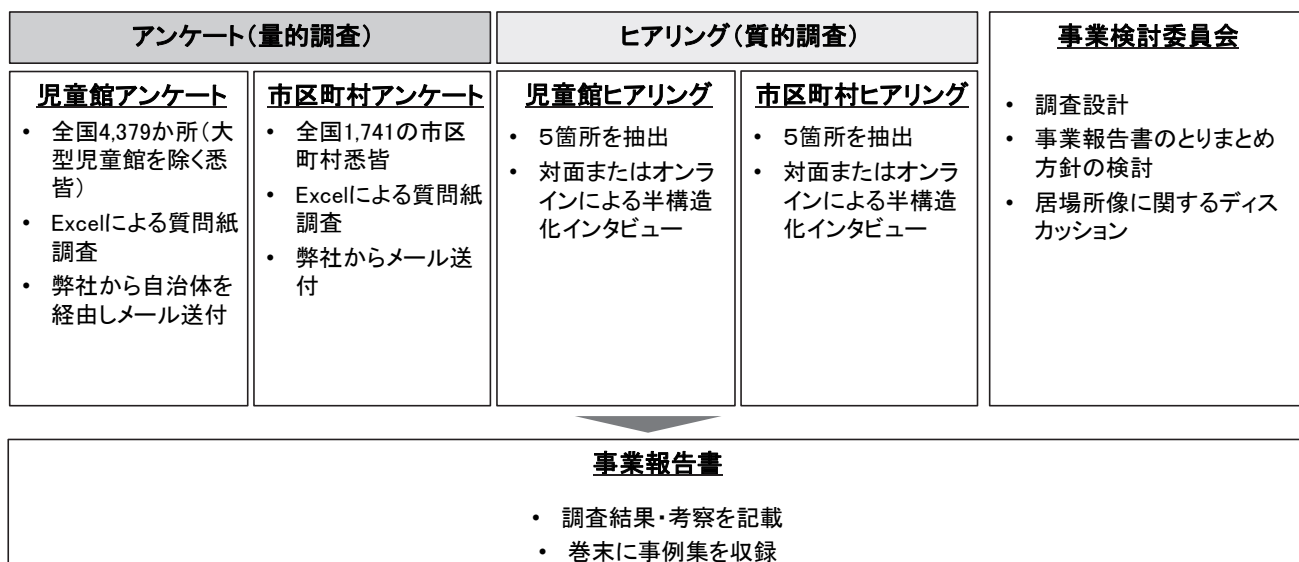 アンケート（量的調査）
児童館アンケート
• 全国4,379か所（大
型児童館を除く悉
皆）
• Excelによる質問紙
調査
• 弊社から自治体を
経由しメール送付
市区町村アンケート
• 全国1,741の市区
町村悉皆
• Excelによる質問紙
調査
• 弊社からメール送
付
ヒアリング（質的調査）
児童館ヒアリング
• ５箇所を抽出
• 対面またはオンラ
インによる半構造
化インタビュー
市区町村ヒアリング
• ５箇所を抽出
• 対面またはオンラ
インによる半構造
化インタビュー
事業検討委員会
• 調査設計
• 事業報告書のとりまとめ
方針の検討
• 居場所像に関するディス
カッション
事業報告書
• 調査結果・考察を記載
• 巻末に事例集を収録